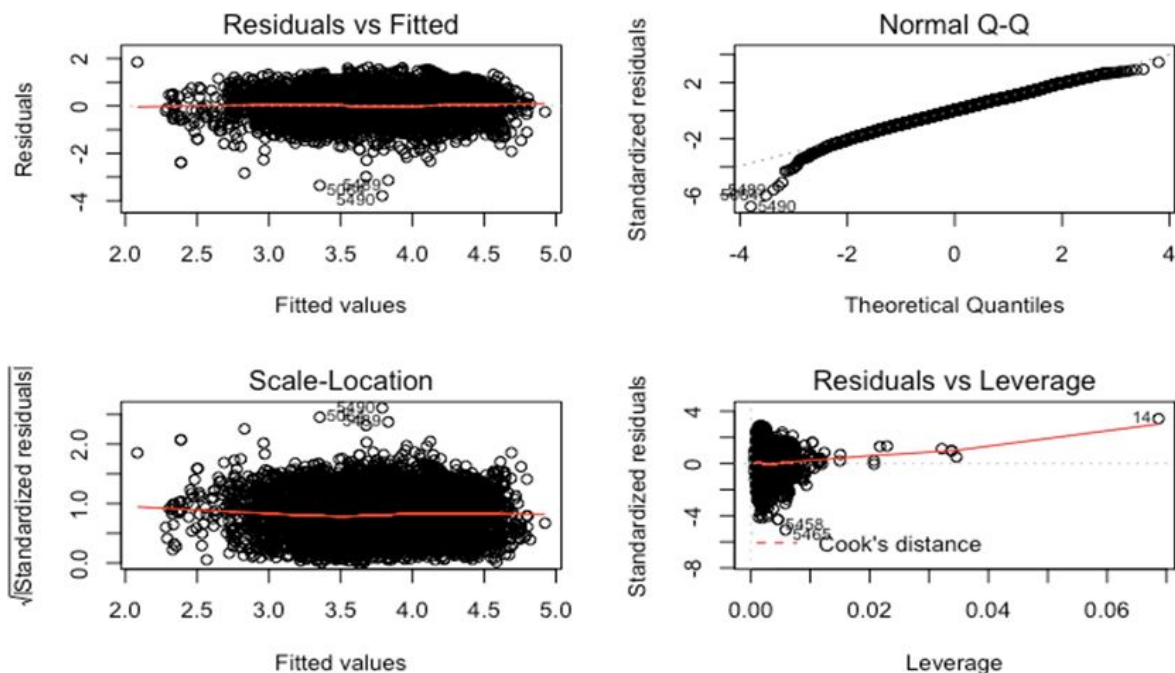 Residuals vs Fitted
Residuals
2
0
-2
-4
5489
5490
2.0 2.5 3.0 3.5 4.0 4.5 5.0
Fitted values
Normal Q-Q
Standardized residuals
2
-2
-6
5489
5490
-4 -2 0 2 4
Theoretical Quantiles
Scale-Location
√|Standardized residuals|
2.0
1.0
0.0
5490
5489
2.0 2.5 3.0 3.5 4.0 4.5 5.0
Fitted values
Residuals vs Leverage
Standardized residuals
4
0
-4
-8
14
5458
5465
Cook's distance
0.00 0.02 0.04 0.06
Leverage